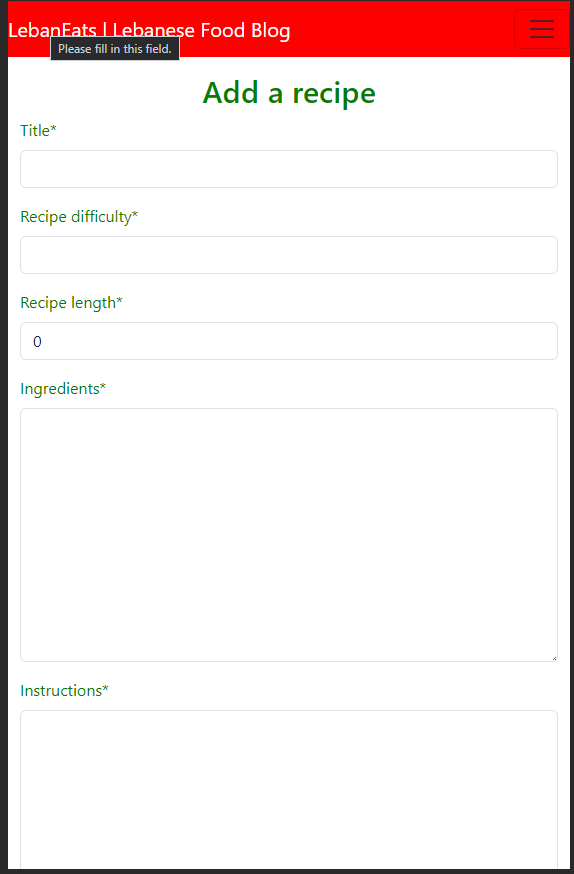 LebanEats | Lebanese Food Blog
Please fill in this field.
Add a recipe
Title*
Recipe difficulty*
Recipe length*
0
Ingredients*
Instructions*